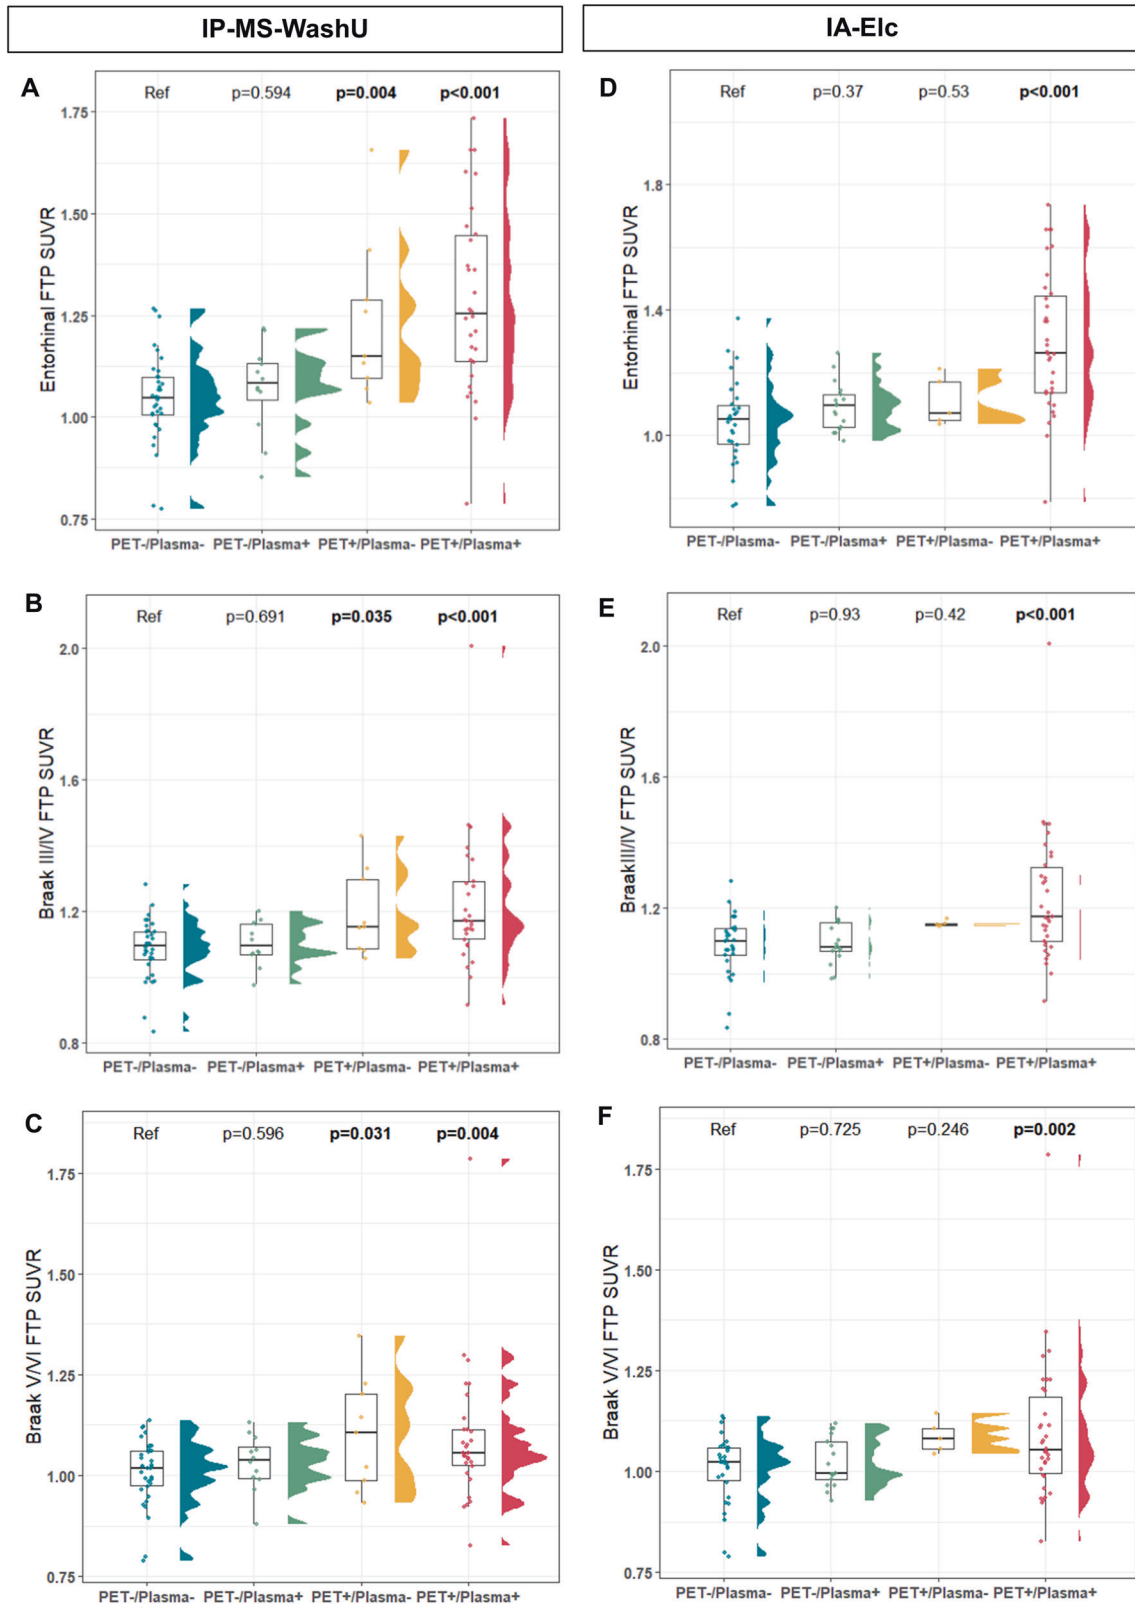 IP-MS-WashU
IA-Elc
A
Ref p=0.594 p=0.004 p<0.001
Entorhinal FTP SUVR
1.75
1.50
1.25
1.00
0.75
PET-/Plasma- PET-/Plasma+ PET+/Plasma- PET+/Plasma+
D
Ref p=0.37 p=0.53 p<0.001
Entorhinal FTP SUVR
1.8
1.4
1.0
PET-/Plasma- PET-/Plasma+ PET+/Plasma- PET+/Plasma+
B
Ref p=0.691 p=0.035 p<0.001
Braak III/IV FTP SUVR
2.0
1.6
1.2
0.8
PET-/Plasma- PET-/Plasma+ PET+/Plasma- PET+/Plasma+
E
Ref p=0.93 p=0.42 p<0.001
BraakIII/IV FTP SUVR
2.0
1.6
1.2
0.8
PET-/Plasma- PET-/Plasma+ PET+/Plasma- PET+/Plasma+
C
Ref p=0.596 p=0.031 p=0.004
Braak V/VI FTP SUVR
1.75
1.50
1.25
1.00
0.75
PET-/Plasma- PET-/Plasma+ PET+/Plasma- PET+/Plasma+
F
Ref p=0.725 p=0.246 p=0.002
Braak V/VI FTP SUVR
1.75
1.50
1.25
1.00
0.75
PET-/Plasma- PET-/Plasma+ PET+/Plasma- PET+/Plasma+